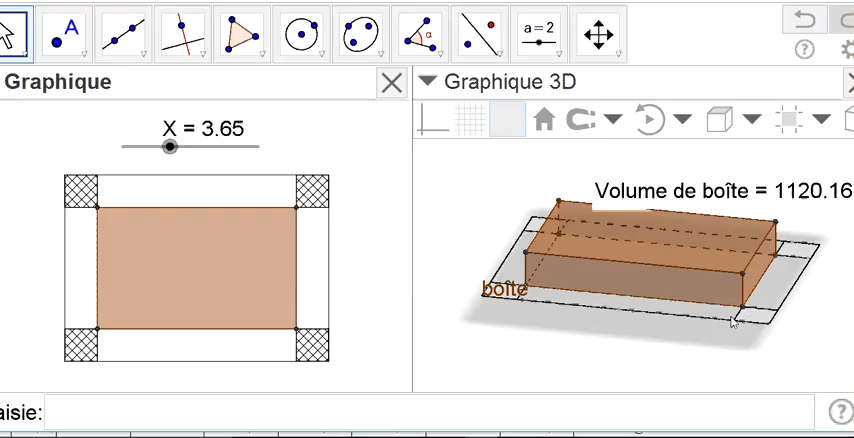 A
α
a=2
Graphique
Graphique 3D
X = 3.65
Volume de boîte = 1120.16
boîte
aisie: